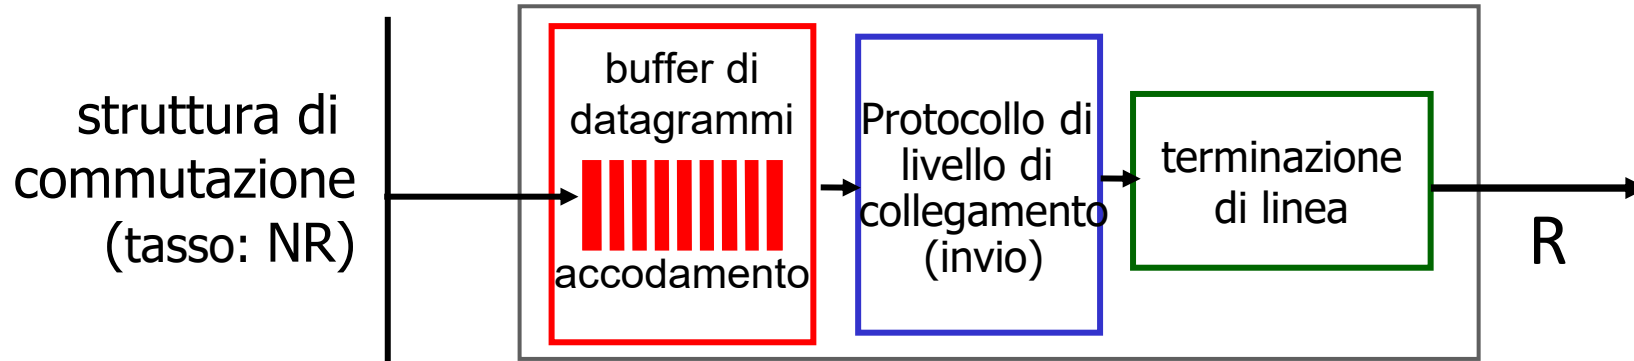 struttura di
commutazione
(tasso: NR)
buffer di
datagrammi
accodamento
Protocollo di
livello di
collegamento
(invio)
terminazione
di linea
R